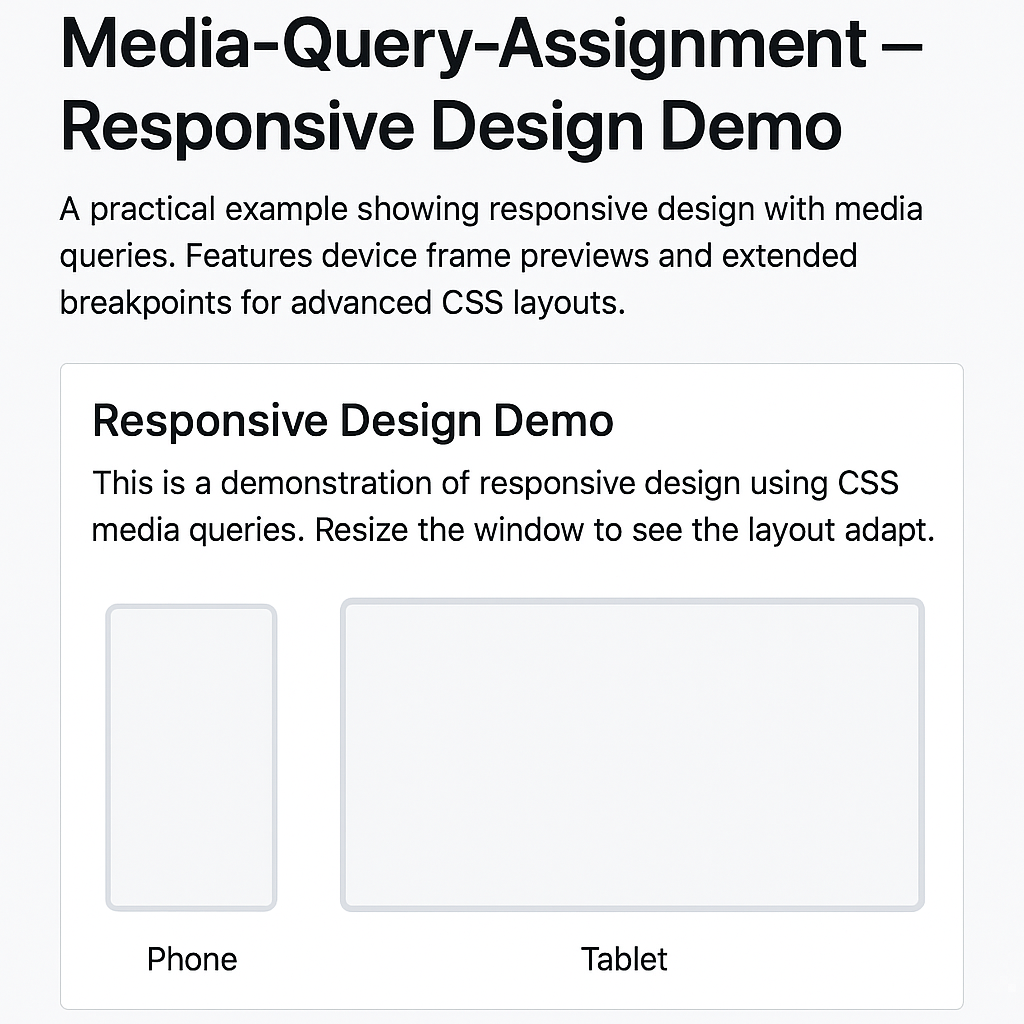 Media-Query-Assignment –
Responsive Design Demo
A practical example showing responsive design with media
queries. Features device frame previews and extended
breakpoints for advanced CSS layouts.
Responsive Design Demo
This is a demonstration of responsive design using CSS
media queries. Resize the window to see the layout adapt.
Phone
Tablet